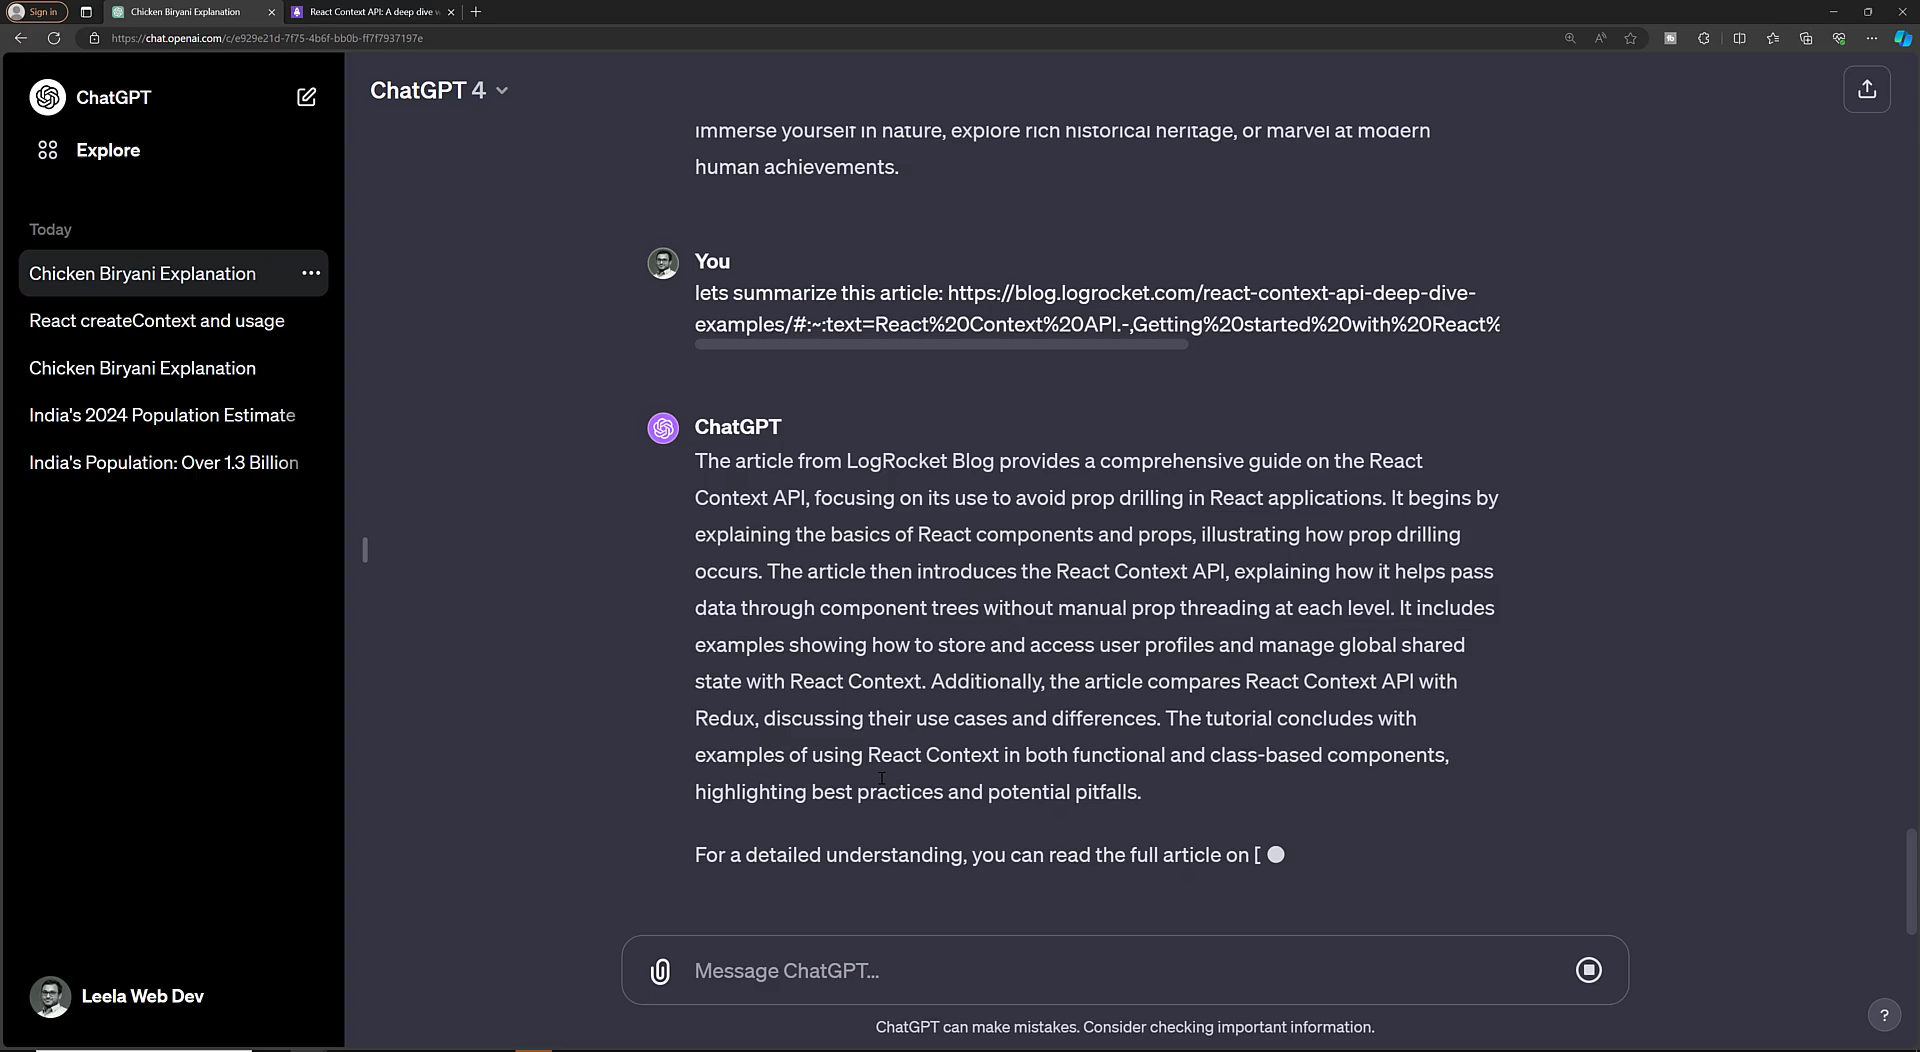 Sign in
Chicken Biryani Explanation
React Context API: A deep dive w
https://chat.openai.com/c/e929e21d-7f75-4b6f-bb0b-ff7f7937197e
ChatGPT
Explore
Today
Chicken Biryani Explanation
React createContext and usage
Chicken Biryani Explanation
India's 2024 Population Estimate
India's Population: Over 1.3 Billion
Leela Web Dev
ChatGPT 4
immerse yourself in nature, explore rich historical heritage, or marvel at modern
human achievements.
You
lets summarize this article: https://blog.logrocket.com/react-context-api-deep-dive-
examples/#:~:text=React%20Context%20API.-,Getting%20started%20with%20React%
ChatGPT
The article from LogRocket Blog provides a comprehensive guide on the React
Context API, focusing on its use to avoid prop drilling in React applications. It begins by
explaining the basics of React components and props, illustrating how prop drilling
occurs. The article then introduces the React Context API, explaining how it helps pass
data through component trees without manual prop threading at each level. It includes
examples showing how to store and access user profiles and manage global shared
state with React Context. Additionally, the article compares React Context API with
Redux, discussing their use cases and differences. The tutorial concludes with
examples of using React Context in both functional and class-based components,
highlighting best practices and potential pitfalls.
For a detailed understanding, you can read the full article on [
Message ChatGPT...
ChatGPT can make mistakes. Consider checking important information.
?